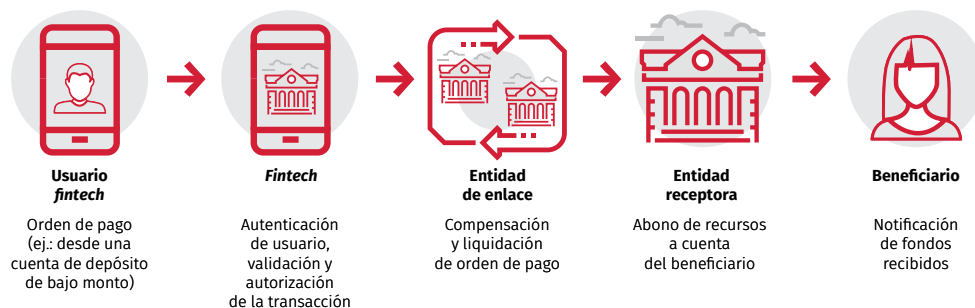 Usuario
fintech
Orden de pago
(ej.: desde una
cuenta de depósito
de bajo monto)
Fintech
Autenticación
de usuario,
validación y
autorización
de la transacción
Entidad
de enlace
Compensación
y liquidación
de orden de pago
Entidad
receptora
Abono de recursos
a cuenta
del beneficiario
Beneficiario
Notificación
de fondos
recibidos